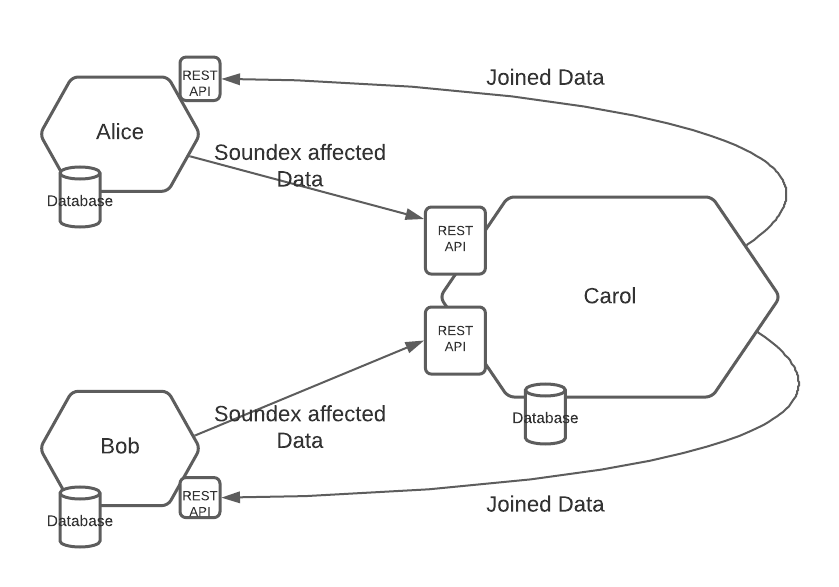 REST
API
Joined Data
Alice
Soundex affected
Data
Database
REST
API
Carol
REST
API
Database
Soundex affected
Data
Bob
REST
API
Database
Joined Data